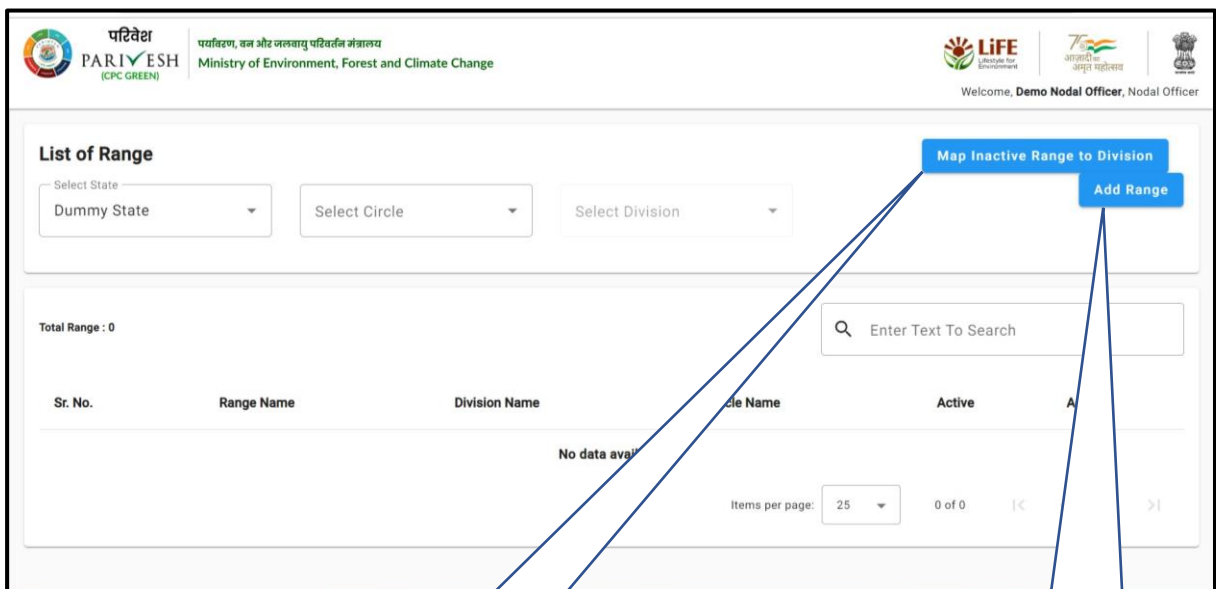 परिवेश
PARIVESH
(CPC GREEN)
पर्यावरण, वन और जलवायु परिवर्तन मंत्रालय
Ministry of Environment, Forest and Climate Change
LiFE
Lifestyle for
Environment
आज़ादी का
अमृत महोत्सव
Welcome, Demo Nodal Officer, Nodal Officer
List of Range
Map Inactive Range to Division
Add Range
Select State
Dummy State
Select Circle
Select Division
Total Range : 0
Enter Text To Search
Sr. No. Range Name Division Name cle Name Active A
No data avail
Items per page: 25 0 of 0